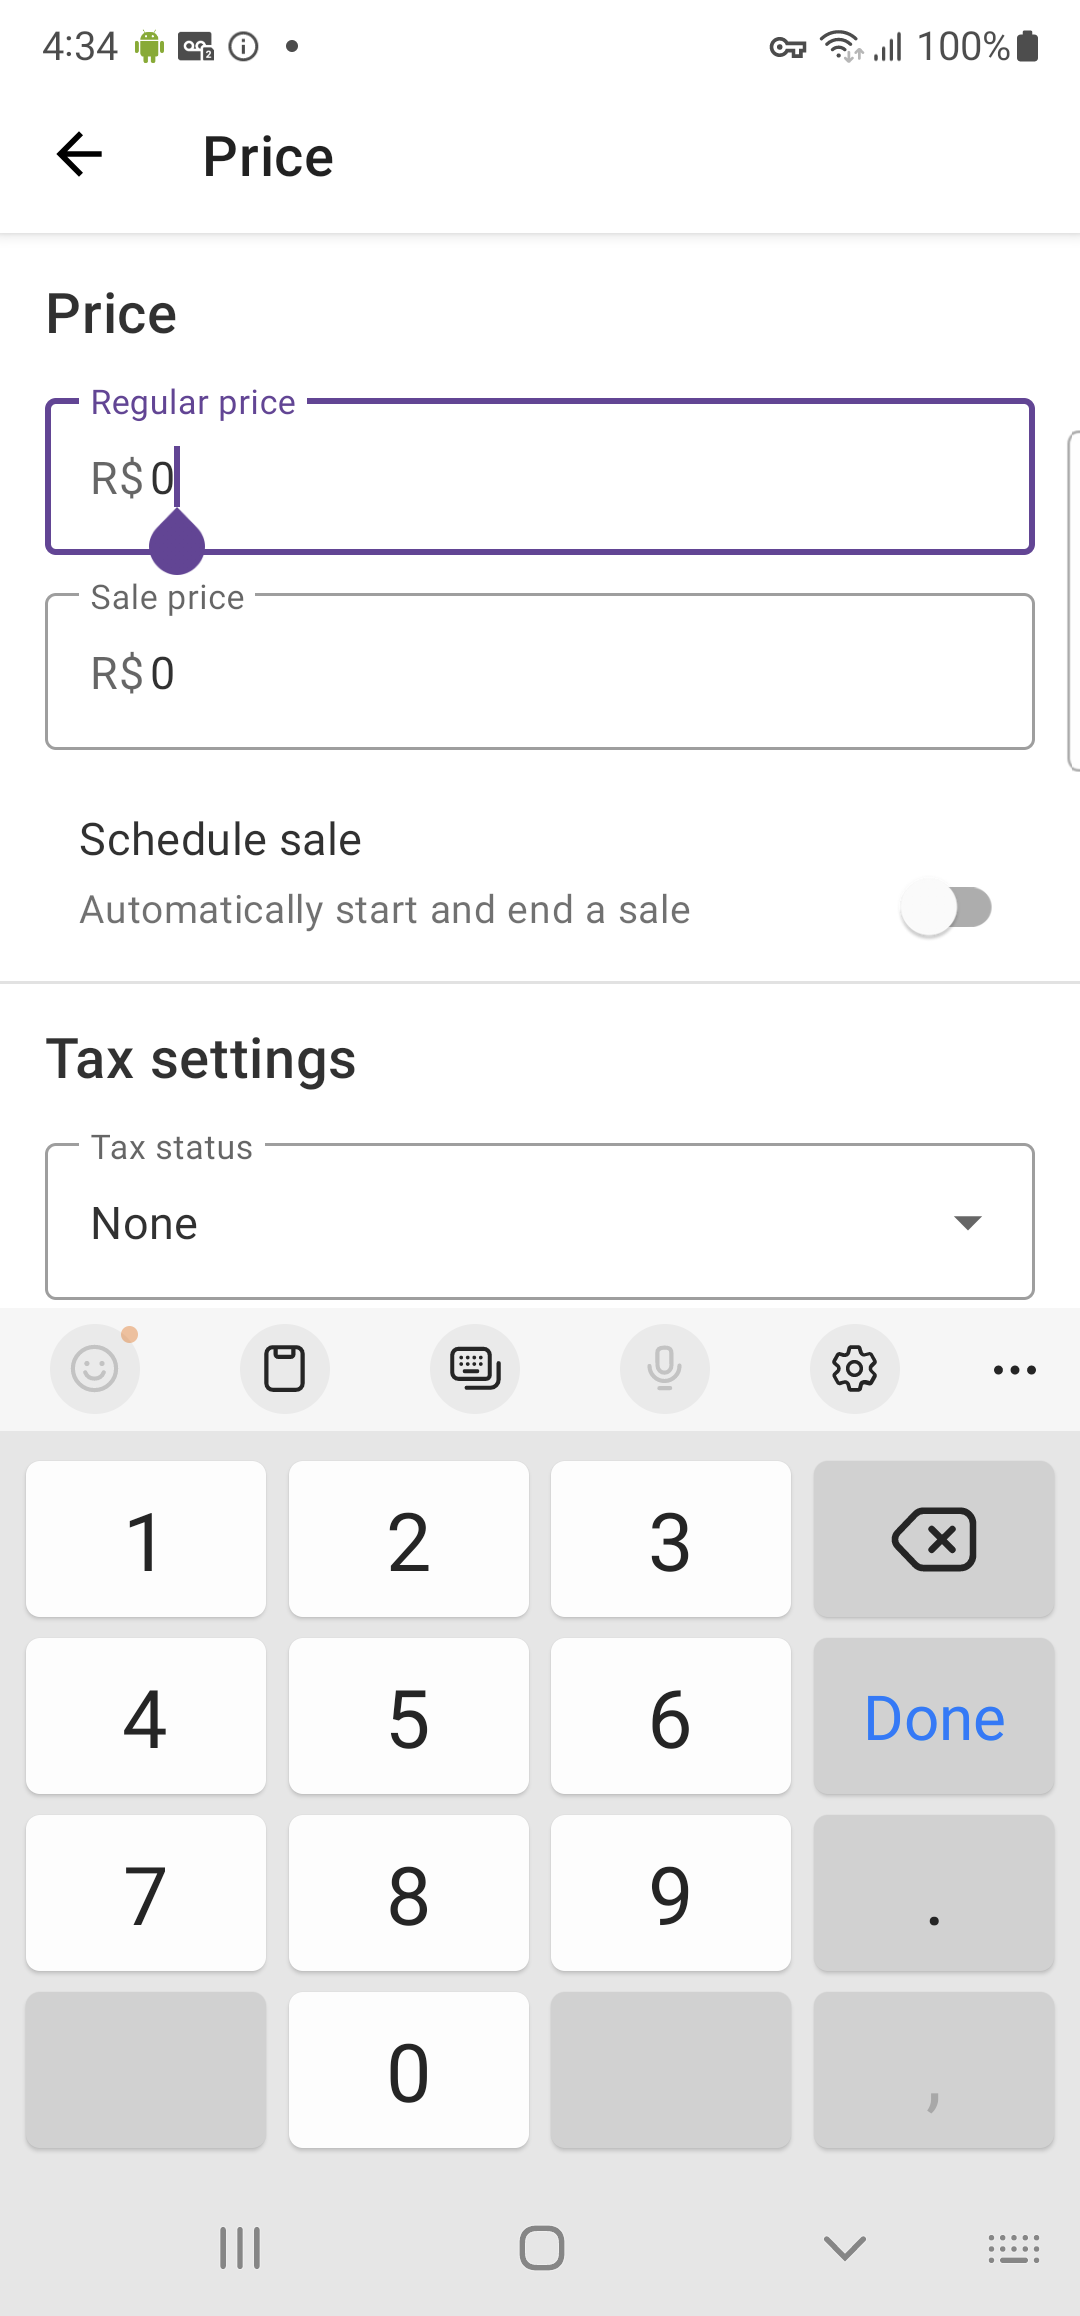 4:34
100%
Price
Price
Regular price
R$ 0
Sale price
R$ 0
Schedule sale
Automatically start and end a sale
Tax settings
Tax status
None
1 2 3
4 5 6 Done
7 8 9 .
0 ,